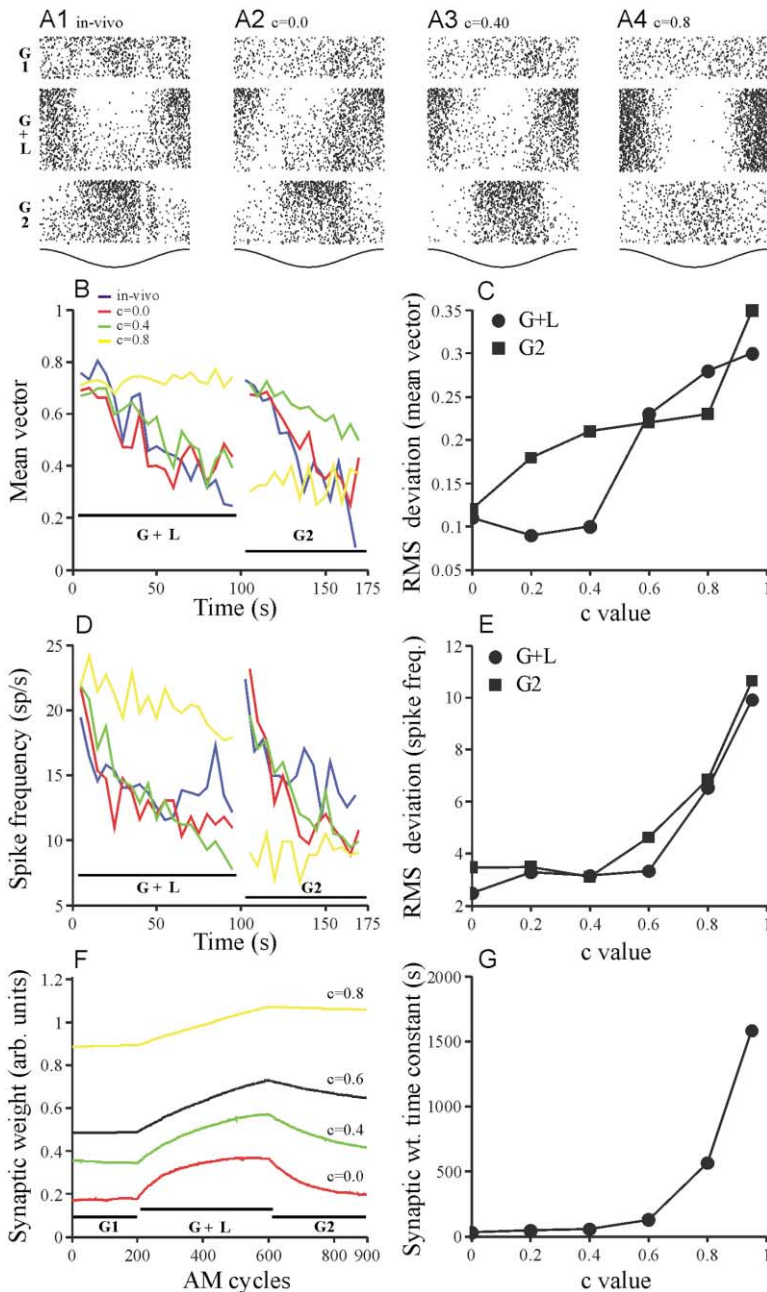 A1 in-vivo
A2 c=0.0
A3 c=0.40
A4 c=0.8
G
1
G
+
L
G
2
B
in-vivo
c=0.0
c=0.4
c=0.8
Mean vector
1
0.8
0.6
0.4
0.2
0
G + L
G2
0
50
100
150
175
Time (s)
C
G+L
G2
RMS deviation (mean vector)
0.35
0.3
0.25
0.2
0.15
0.1
0.05
0
0.2
0.4
0.6
0.8
1
c value
D
Spike frequency (sp/s)
25
20
15
10
5
G + L
G2
0
50
100
150
175
Time (s)
E
G+L
G2
RMS deviation (spike freq.)
12
10
8
6
4
2
0
0.2
0.4
0.6
0.8
1
c value
F
Synaptic weight (arb. units)
1.2
1
0.8
0.6
0.4
0.2
0
c=0.8
c=0.6
c=0.4
c=0.0
G1
G + L
G2
0
200
400
600
800
900
AM cycles
G
Synaptic wt. time constant (s)
2000
1500
1000
500
0
0
0.2
0.4
0.6
0.8
1
c value